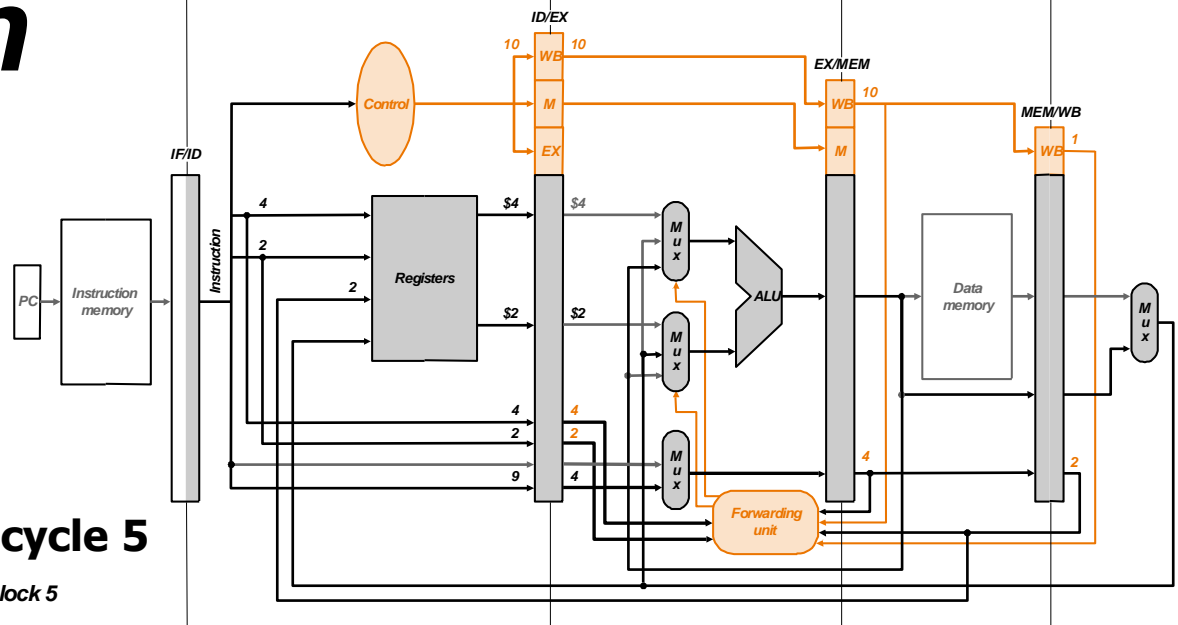 n
ID/EX
10
WB
10
EX/MEM
Control
M
WB
10
MEM/WB
IF/ID
EX
M
WB
1
4
$4
$4
M
u
x
Instruction
2
PC
Instruction
memory
2
Registers
ALU
Data
memory
M
u
x
$2
$2
M
u
x
4
4
2
2
9
4
M
u
x
4
2
Forwarding
unit
cycle 5
lock 5